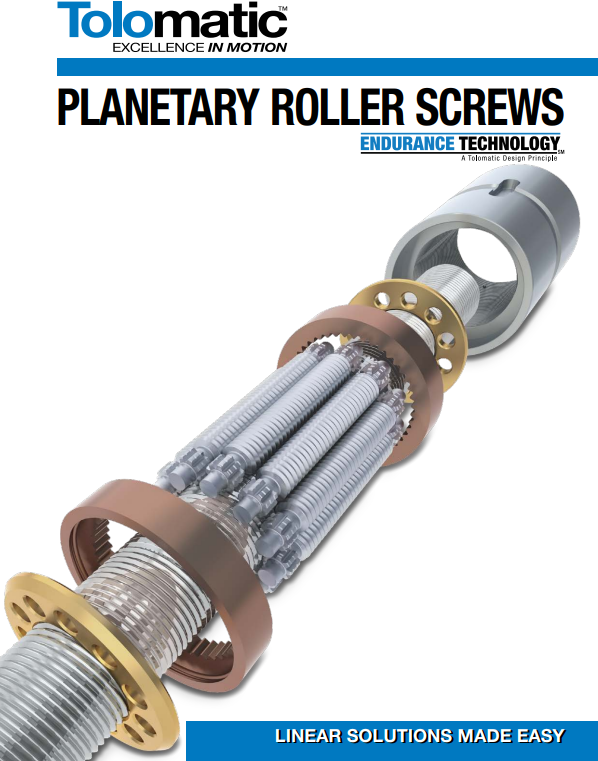 Tolomatic™
EXCELLENCE IN MOTION
PLANETARY ROLLER SCREWS
ENDURANCE TECHNOLOGY℠
A Tolomatic Design Principle
LINEAR SOLUTIONS MADE EASY